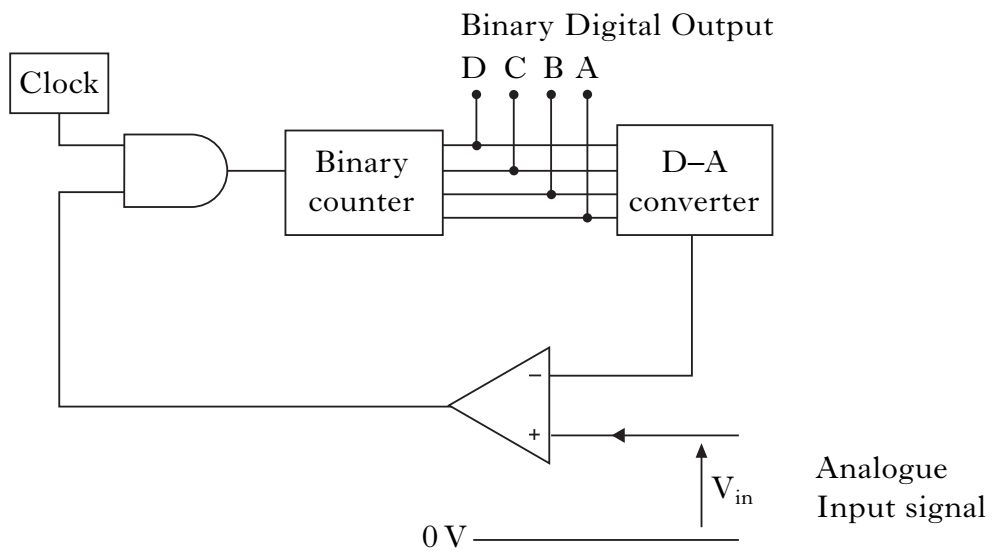 Binary Digital Output
D C B A
Clock
Binary
counter
D–A
converter
–
+
V_in
Analogue
Input signal
0 V